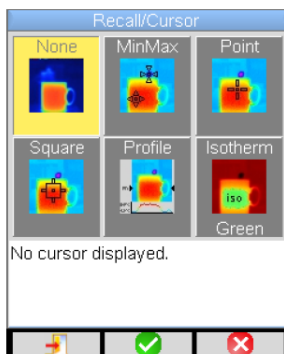 Recall/Cursor
None MinMax Point
Square Profile Isotherm
iso
Green
No cursor displayed.